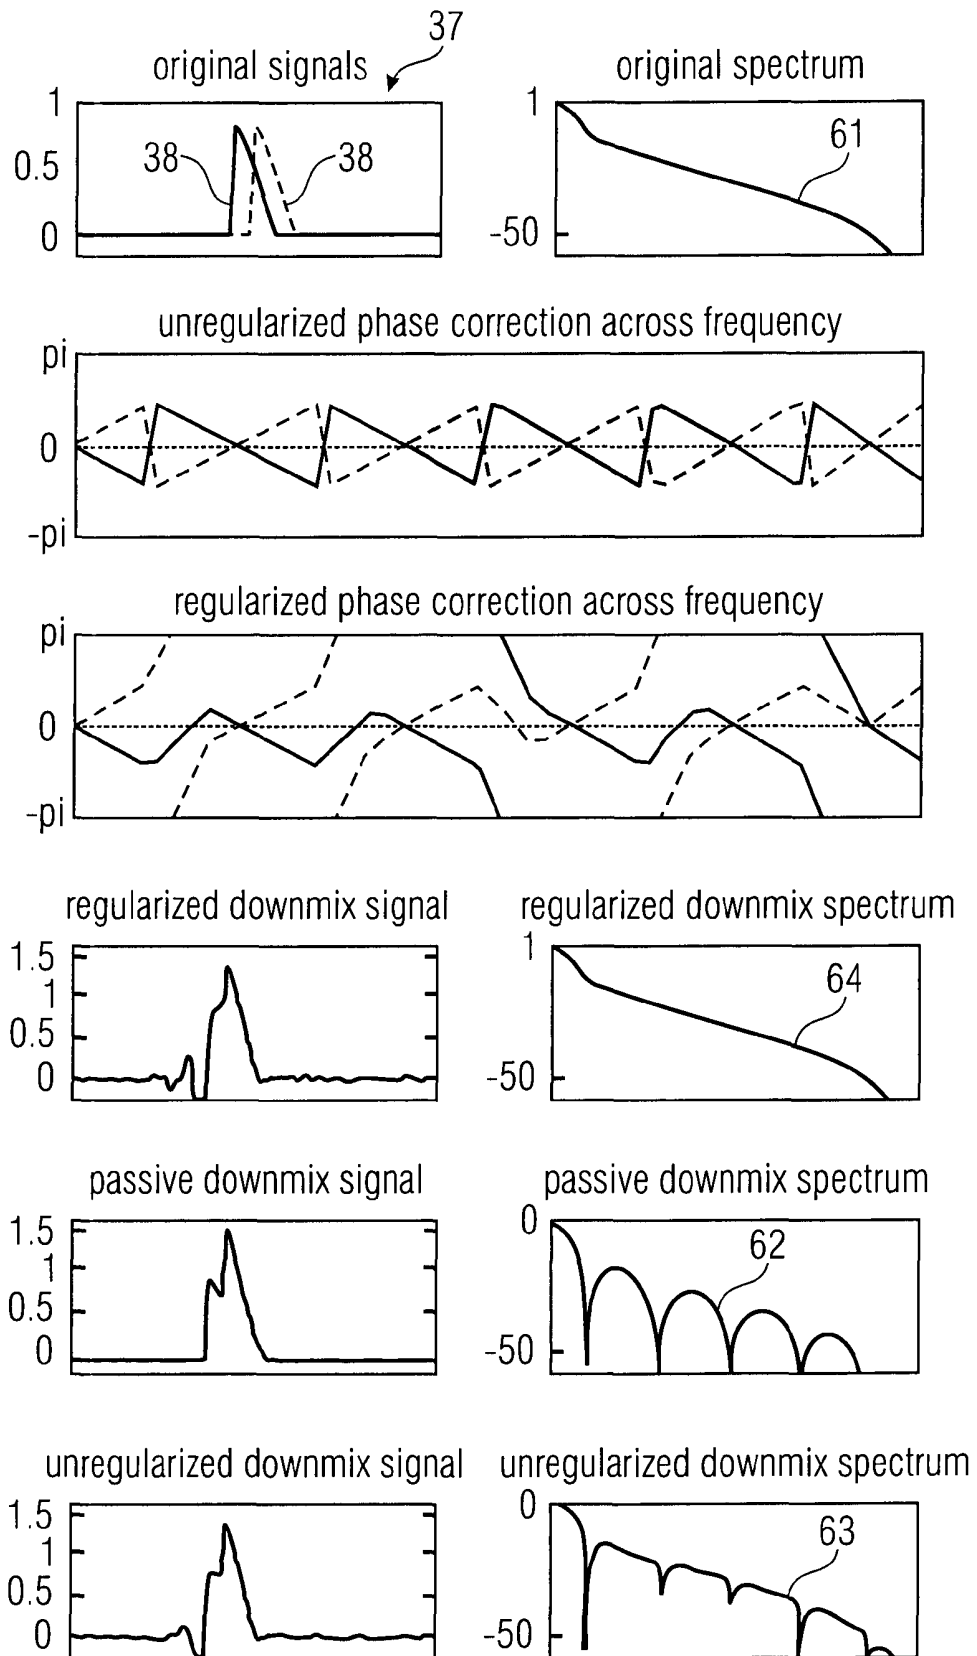 37
original signals
original spectrum
1
0.5
0
38
38
1
-50
61
unregularized phase correction across frequency
pi
0
-pi
regularized phase correction across frequency
pi
0
-pi
regularized downmix signal
regularized downmix spectrum
1.5
1
0.5
0
1
-50
64
passive downmix signal
passive downmix spectrum
1.5
1
0.5
0
0
-50
62
unregularized downmix signal
unregularized downmix spectrum
1.5
1
0.5
0
0
-50
63